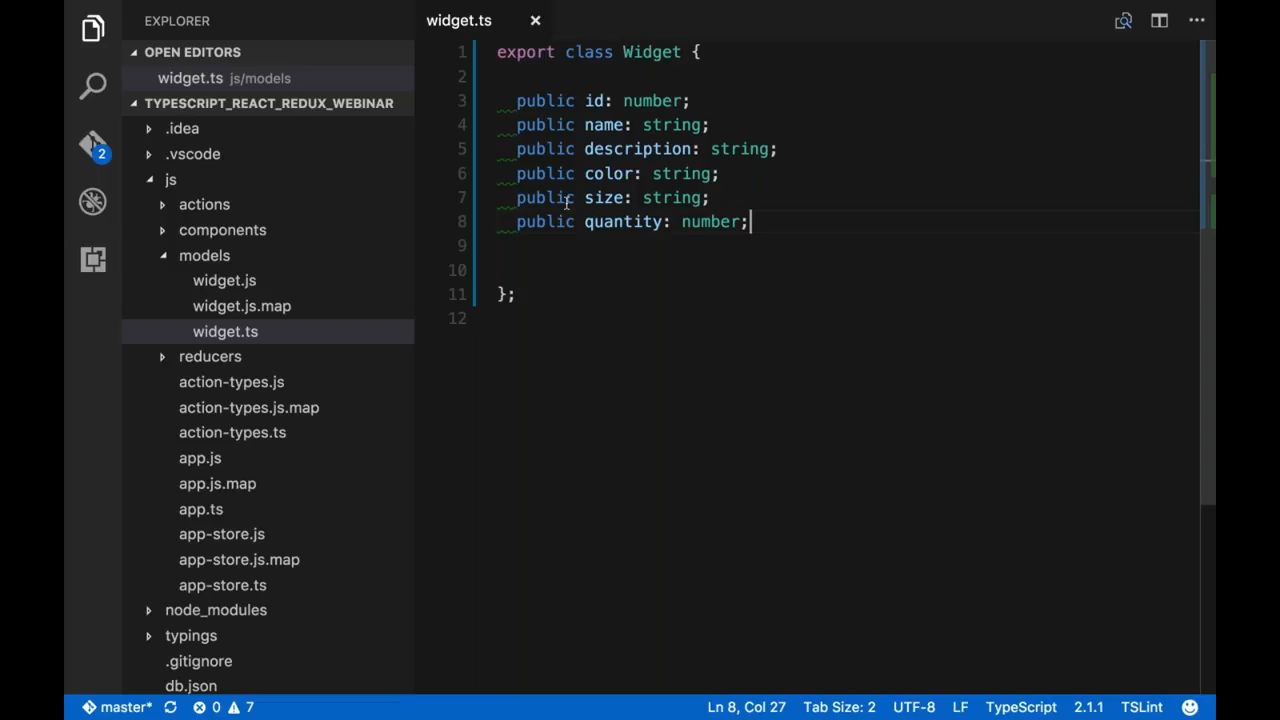 EXPLORER
OPEN EDITORS
widget.ts js/models
TYPESCRIPT_REACT_REDUX_WEBINAR
.idea
.vscode
js
actions
components
models
widget.js
widget.js.map
widget.ts
reducers
action-types.js
action-types.js.map
action-types.ts
app.js
app.js.map
app.ts
app-store.js
app-store.js.map
app-store.ts
node_modules
typings
.gitignore
db.json
2
widget.ts
1 export class Widget {
2
3 public id: number;
4 public name: string;
5 public description: string;
6 public color: string;
7 public size: string;
8 public quantity: number;
9
10
11 };
12
master* 0 7 Ln 8, Col 27 Tab Size: 2 UTF-8 LF TypeScript 2.1.1 TSLint